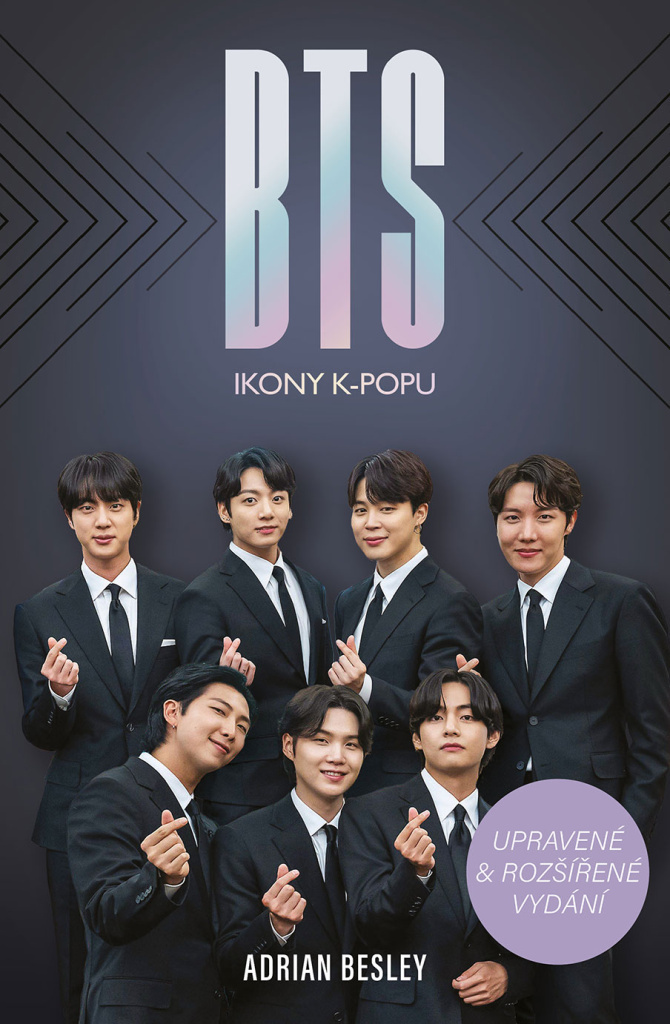 BTS
IKONY K-POPU
UPRAVENÉ
& ROZŠÍŘENÉ
VYDÁNÍ
ADRIAN BESLEY